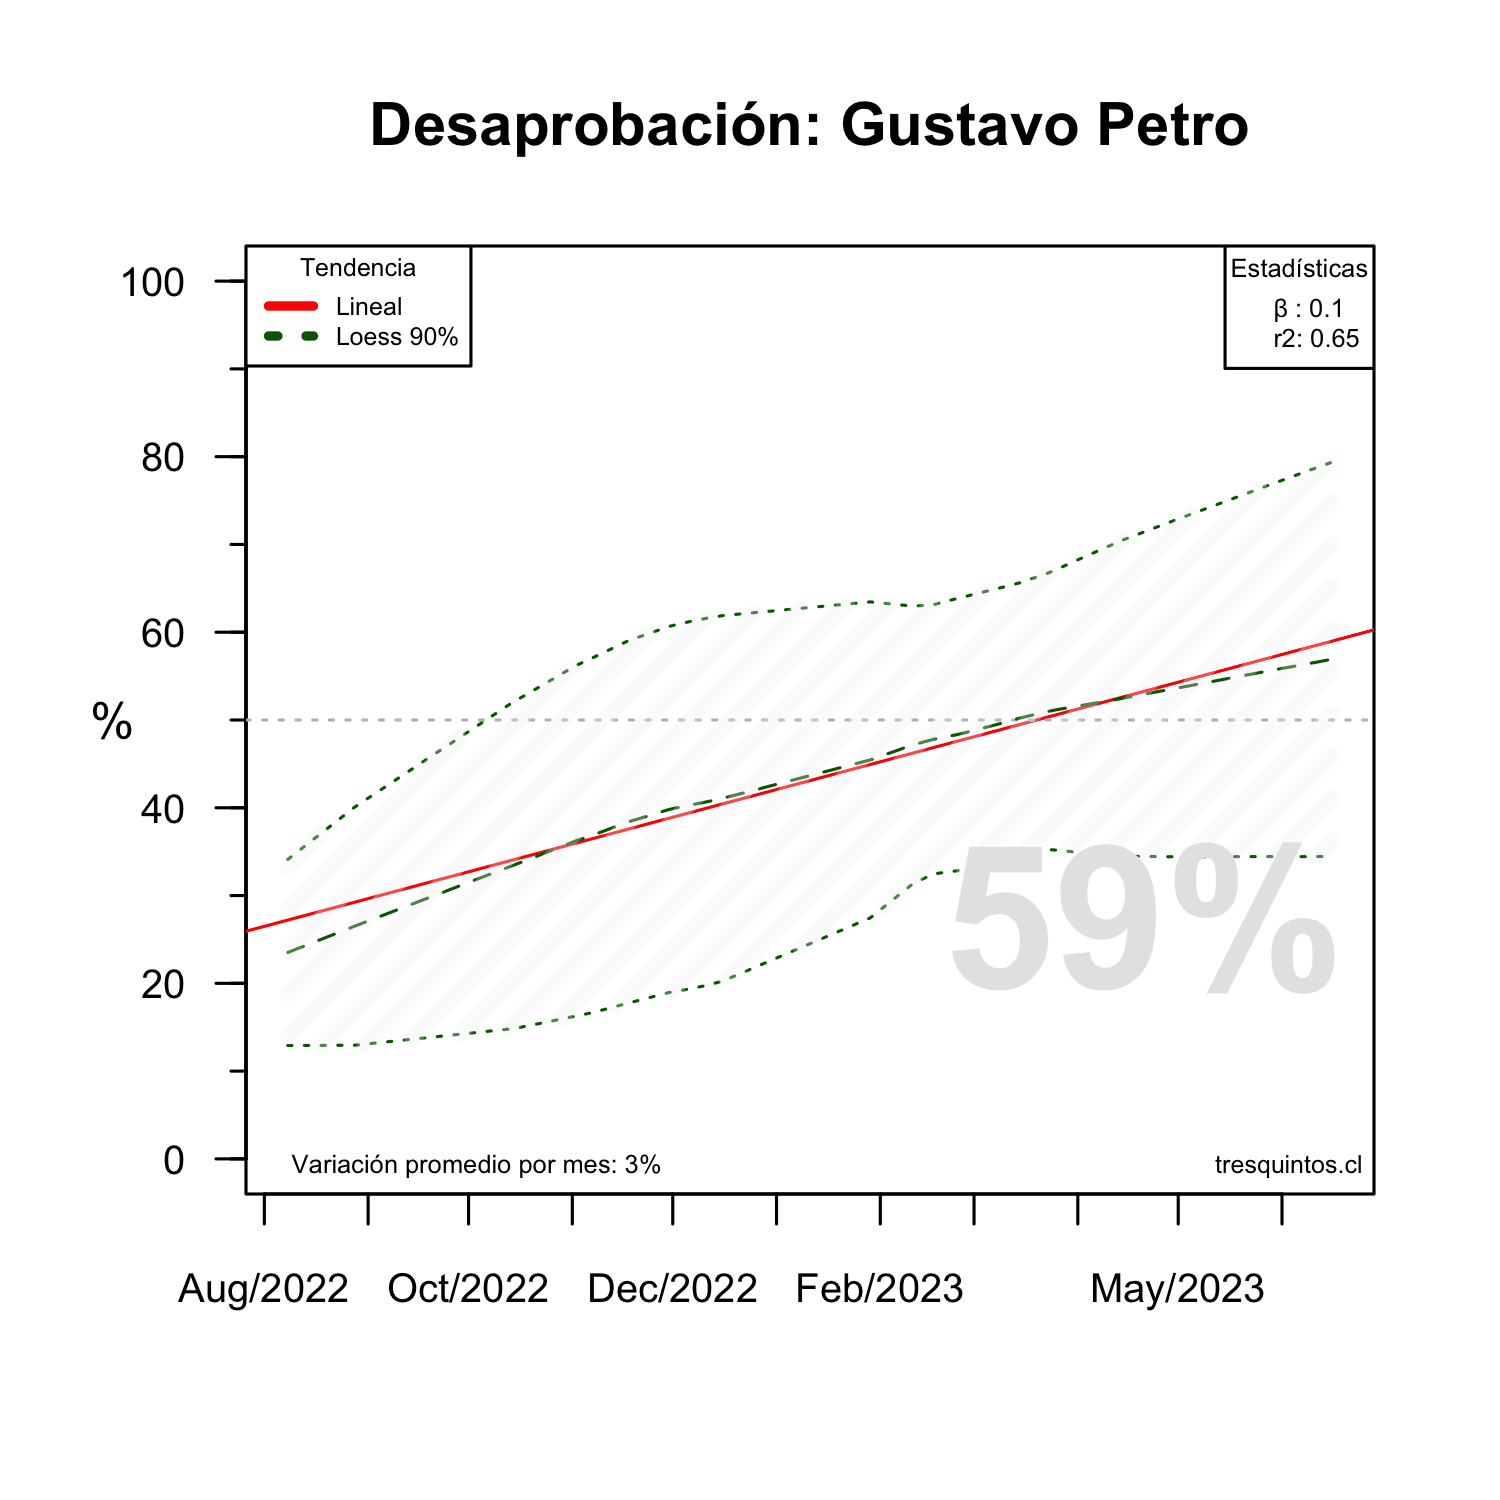 Desaprobación: Gustavo Petro
Tendencia
Lineal
Loess 90%
Estadísticas
β : 0.1
r2: 0.65
100
80
60
%
40
20
0
59%
Variación promedio por mes: 3%
tresquintos.cl
Aug/2022
Oct/2022
Dec/2022
Feb/2023
May/2023